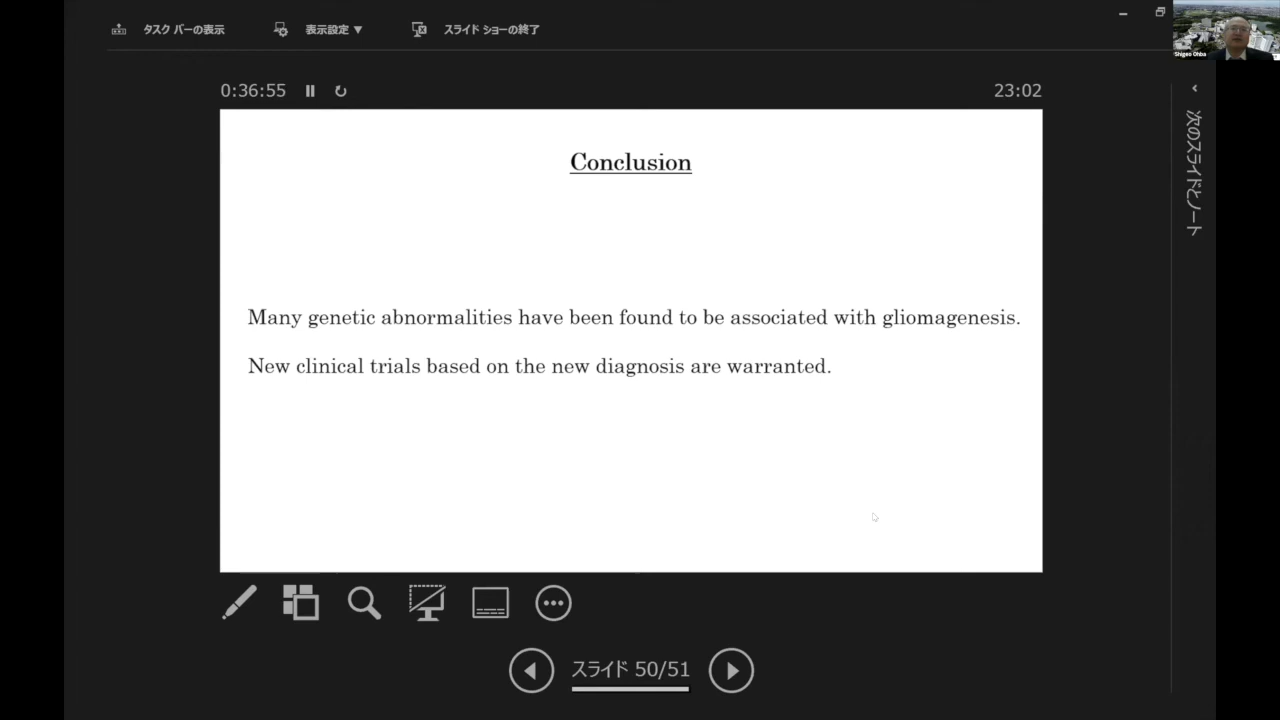 タスク バーの表示
表示設定 ▼
スライド ショーの終了
Shigeo Ohba
0:36:55
23:02
次のスライドとノート
Conclusion
Many genetic abnormalities have been found to be associated with gliomagenesis.
New clinical trials based on the new diagnosis are warranted.
スライド 50/51